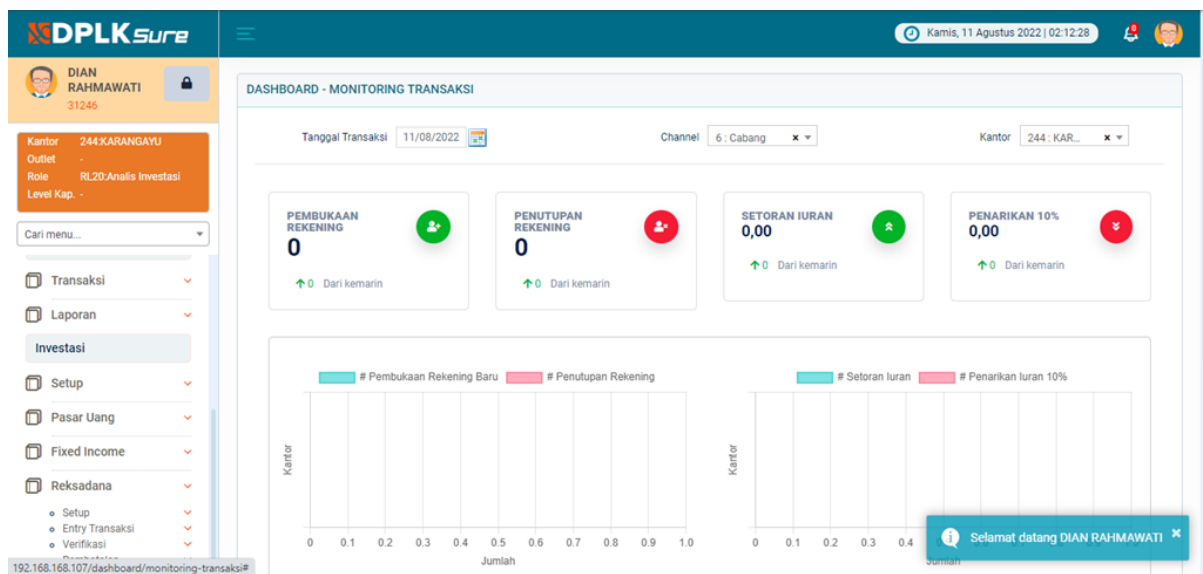 DPLKSure
Kamis, 11 Agustus 2022 | 02:12:28
DIAN
RAHMAWATI
31246
Kantor 244:KARANGAYU
Outlet -
Role RL20:Analis Investasi
Level Kap. -
Cari menu...
Transaksi
Laporan
Investasi
Setup
Pasar Uang
Fixed Income
Reksadana
Setup
Entry Transaksi
Verifikasi
192.168.168.107/dashboard/monitoring-transaksi#
DASHBOARD - MONITORING TRANSAKSI
Tanggal Transaksi 11/08/2022 Channel 6 : Cabang × Kantor 244 : KAR... ×
PEMBUKAAN
REKENING
0
0 Dari kemarin
PENUTUPAN
REKENING
0
0 Dari kemarin
SETORAN IURAN
0,00
0 Dari kemarin
PENARIKAN 10%
0,00
0 Dari kemarin
# Pembukaan Rekening Baru # Penutupan Rekening
Kantor
0 0.1 0.2 0.3 0.4 0.5 0.6 0.7 0.8 0.9 1.0
Jumlah
# Setoran Iuran # Penarikan Iuran 10%
Kantor
0 0.1 0.2 0.3 0.4
Jumlah
Selamat datang DIAN RAHMAWATI ×